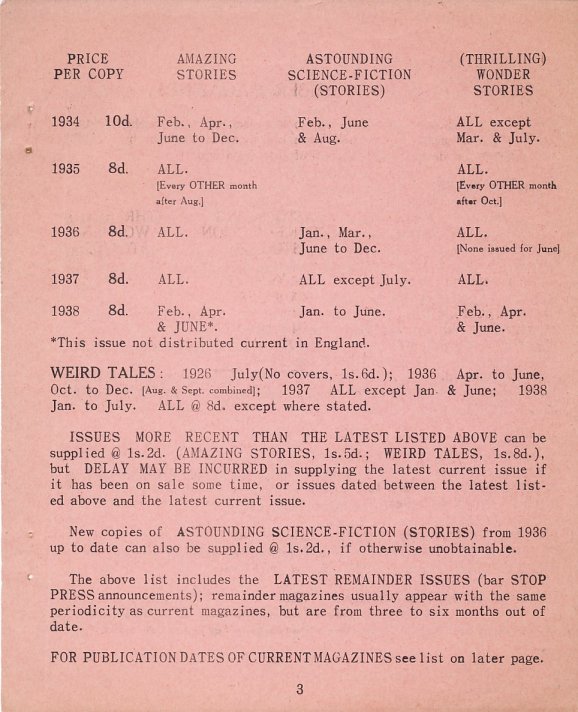 PRICE AMAZING ASTOUNDING (THRILLING)
PER COPY STORIES SCIENCE-FICTION WONDER
(STORIES) STORIES
1934 10d. Feb., Apr., Feb., June ALL except
June to Dec. & Aug. Mar. & July.
1935 8d. ALL. ALL.
[Every OTHER month [Every OTHER month
after Aug.] after Oct.]
1936 8d. ALL. Jan., Mar., ALL.
June to Dec. [None issued for June]
1937 8d. ALL. ALL except July. ALL.
1938 8d. Feb., Apr. Jan. to June. Feb., Apr.
& JUNE*. & June.
*This issue not distributed current in England.
WEIRD TALES: 1926 July(No covers, 1s.6d.); 1936 Apr. to June,
Oct. to Dec. [Aug. & Sept. combined]; 1937 ALL except Jan. & June; 1938
Jan. to July. ALL @ 8d. except where stated.
ISSUES MORE RECENT THAN THE LATEST LISTED ABOVE can be
supplied @ 1s.2d. (AMAZING STORIES, 1s.5d.; WEIRD TALES, 1s.8d.),
but DELAY MAY BE INCURRED in supplying the latest current issue if
it has been on sale some time, or issues dated between the latest list-
ed above and the latest current issue.
New copies of ASTOUNDING SCIENCE-FICTION (STORIES) from 1936
up to date can also be supplied @ 1s.2d., if otherwise unobtainable.
The above list includes the LATEST REMAINDER ISSUES (bar STOP
PRESS announcements); remainder magazines usually appear with the same
periodicity as current magazines, but are from three to six months out of
date.
FOR PUBLICATION DATES OF CURRENT MAGAZINES see list on later page.
3